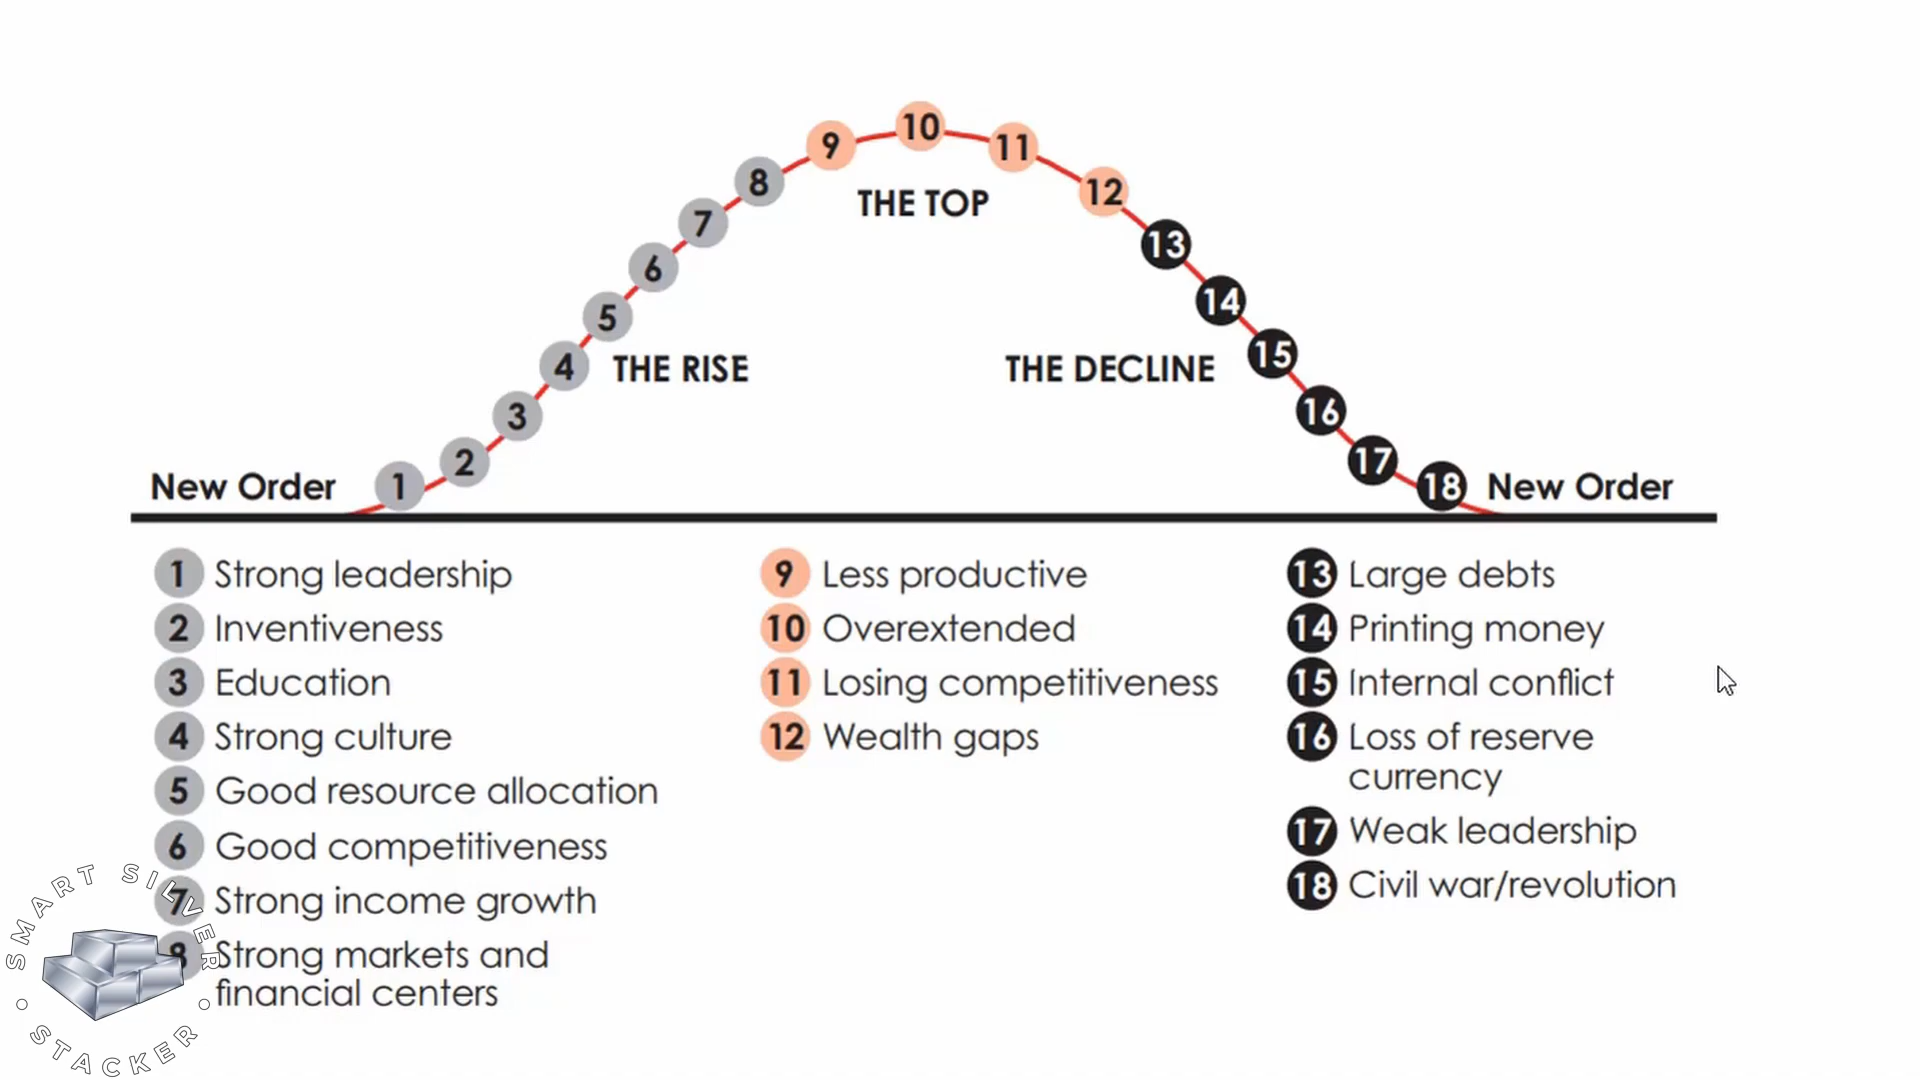 9
10
11
8
12
7
THE TOP
13
6
14
5
15
4
THE RISE
THE DECLINE
3
16
2
17
New Order
1
18
New Order
1 Strong leadership
2 Inventiveness
3 Education
4 Strong culture
5 Good resource allocation
6 Good competitiveness
7 Strong income growth
8 Strong markets and
financial centers
9 Less productive
10 Overextended
11 Losing competitiveness
12 Wealth gaps
13 Large debts
14 Printing money
15 Internal conflict
16 Loss of reserve
currency
17 Weak leadership
18 Civil war/revolution
SMART SILVER
STACKER